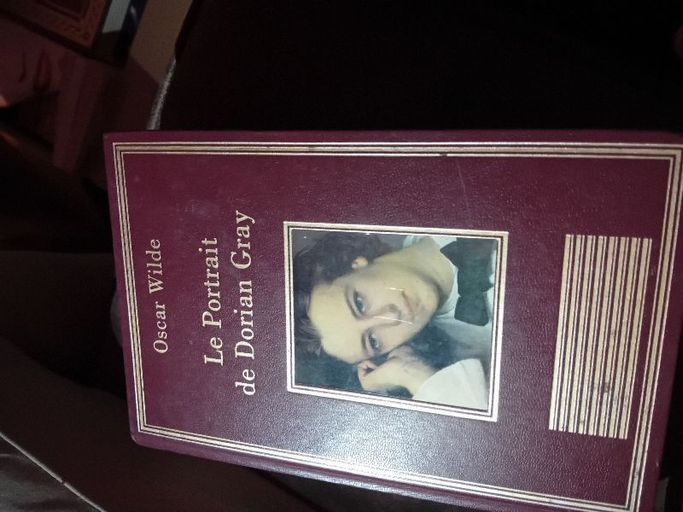 Oscar Wilde
Le Portrait
de Dorian Gray